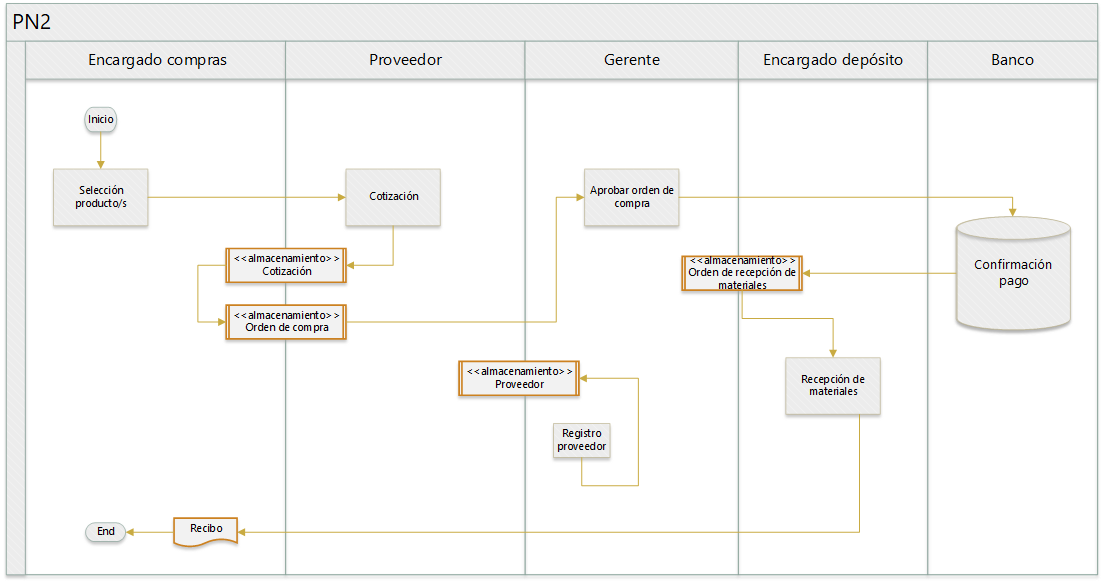 PN2
Encargado compras
Proveedor
Gerente
Encargado depósito
Banco
Inicio
Selección
producto/s
Cotización
Aprobar orden de
compra
<<almacenamiento>>
Cotización
<<almacenamiento>>
Orden de recepción de
materiales
Confirmación
pago
<<almacenamiento>>
Orden de compra
<<almacenamiento>>
Proveedor
Recepción de
materiales
Registro
proveedor
Recibo
End